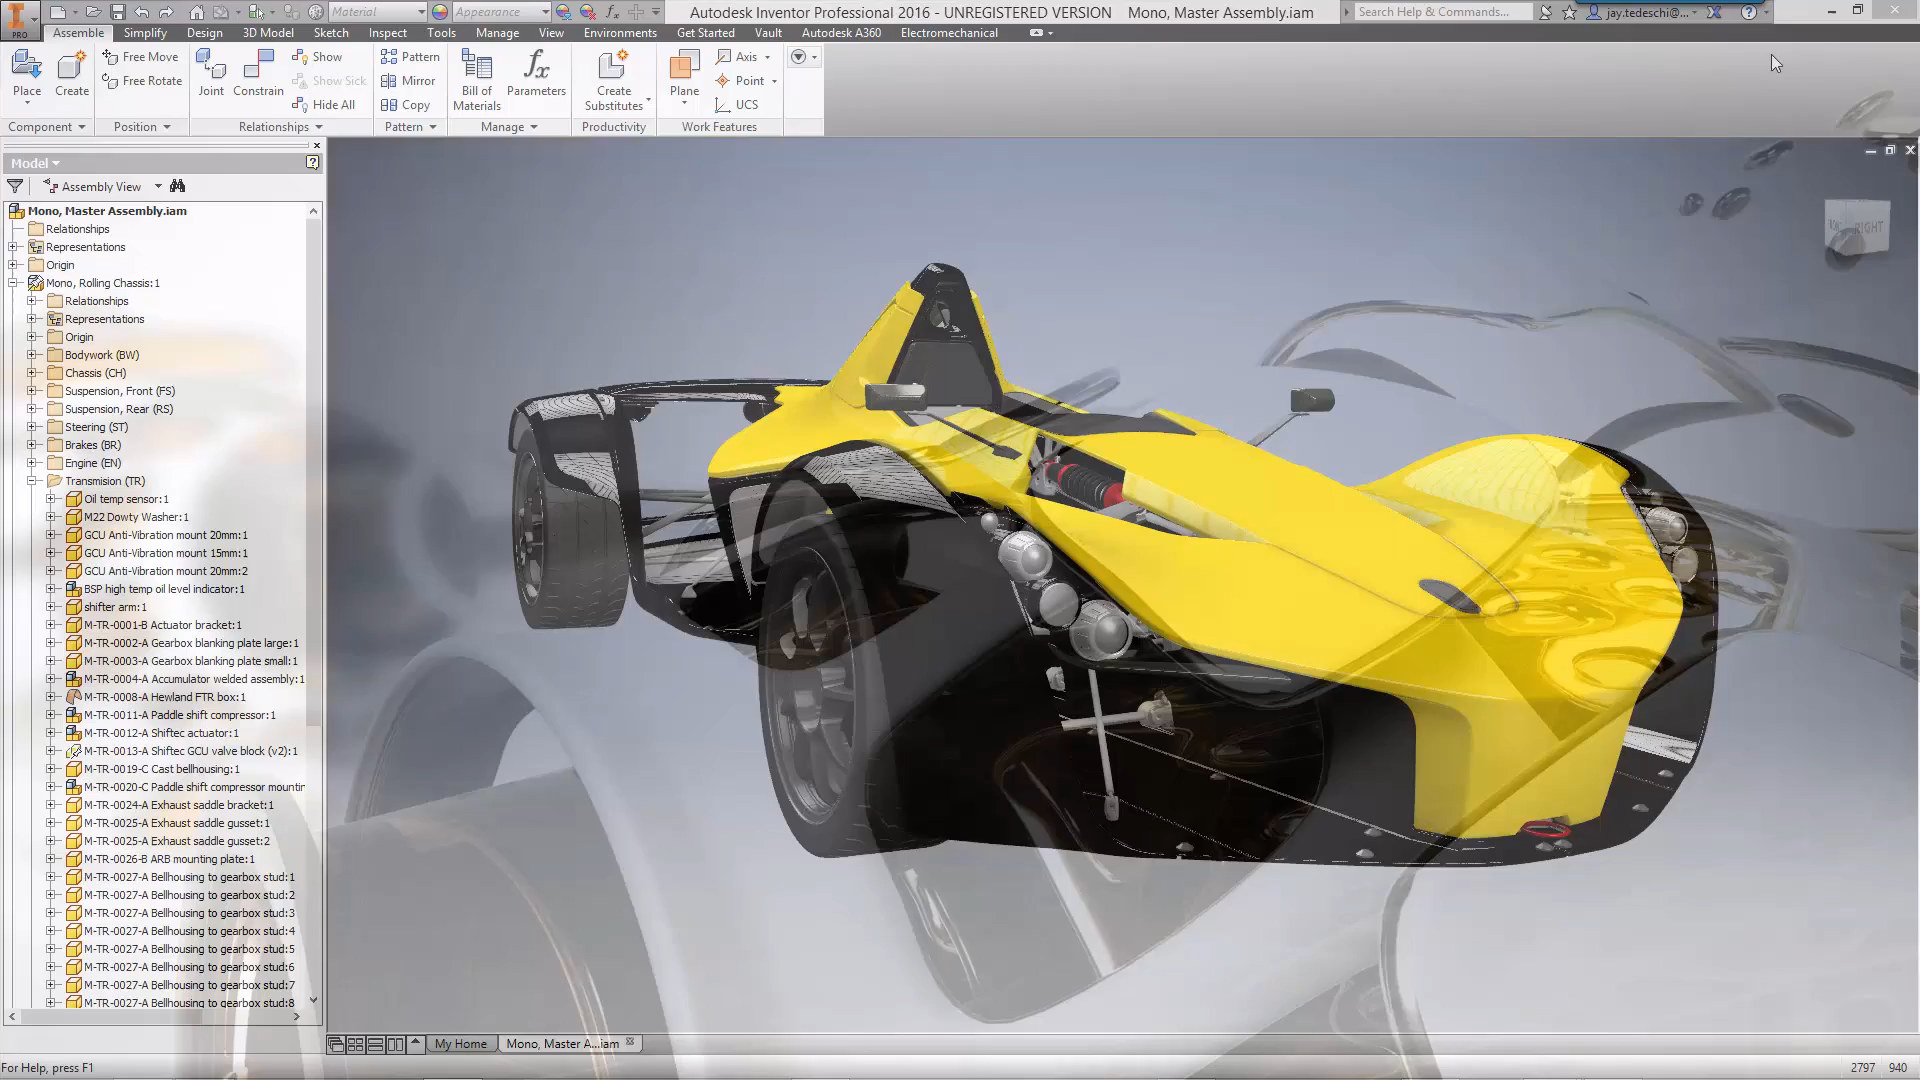 Material
Appearance
Autodesk Inventor Professional 2016 - UNREGISTERED VERSION Mono, Master Assembly.iam
Search Help & Commands...
jay.tedeschi@...
PRO
Assemble Simplify Design 3D Model Sketch Inspect Tools Manage View Environments Get Started Vault Autodesk A360 Electromechanical
Place
Create
Free Move
Free Rotate
Joint
Constrain
Show
Show Sick
Hide All
Pattern
Mirror
Copy
Bill of
Materials
Parameters
Create
Substitutes
Plane
Axis
Point
UCS
Component Position Relationships Pattern Manage Productivity Work Features
Model
Assembly View
Mono, Master Assembly.iam
Relationships
Representations
Origin
Mono, Rolling Chassis:1
Relationships
Representations
Origin
Bodywork (BW)
Chassis (CH)
Suspension, Front (FS)
Suspension, Rear (RS)
Steering (ST)
Brakes (BR)
Engine (EN)
Transmision (TR)
Oil temp sensor:1
M22 Dowty Washer:1
GCU Anti-Vibration mount 20mm:1
GCU Anti-Vibration mount 15mm:1
GCU Anti-Vibration mount 20mm:2
BSP high temp oil level indicator:1
shifter arm:1
M-TR-0001-B Actuator bracket:1
M-TR-0002-A Gearbox blanking plate large:1
M-TR-0003-A Gearbox blanking plate small:1
M-TR-0004-A Accumulator welded assembly:1
M-TR-0008-A Hewland FTR box:1
M-TR-0011-A Paddle shift compressor:1
M-TR-0012-A Shiftec actuator:1
M-TR-0013-A Shiftec GCU valve block (v2):1
M-TR-0019-C Cast bellhousing:1
M-TR-0020-C Paddle shift compressor mountin
M-TR-0024-A Exhaust saddle bracket:1
M-TR-0025-A Exhaust saddle gusset:1
M-TR-0025-A Exhaust saddle gusset:2
M-TR-0026-B ARB mounting plate:1
M-TR-0027-A Bellhousing to gearbox stud:1
M-TR-0027-A Bellhousing to gearbox stud:2
M-TR-0027-A Bellhousing to gearbox stud:3
M-TR-0027-A Bellhousing to gearbox stud:4
M-TR-0027-A Bellhousing to gearbox stud:5
M-TR-0027-A Bellhousing to gearbox stud:6
M-TR-0027-A Bellhousing to gearbox stud:7
M-TR-0027-A Bellhousing to gearbox stud:8
RIGHT
My Home
Mono, Master A...iam
For Help, press F1
2797 940